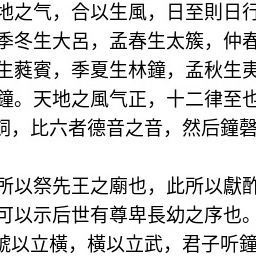 地之气，合以生風，日至則日行
季冬生大呂，孟春生太簇，仲春
生蕤賓，季夏生林鐘，孟秋生夷
鐘。天地之風气正，十二律至也
詞，比六者德音之音，然后鐘磬
所以祭先王之廟也，此所以獻酢
可以示后世有尊卑長幼之序也。
號以立橫，橫以立武，君子听鐘